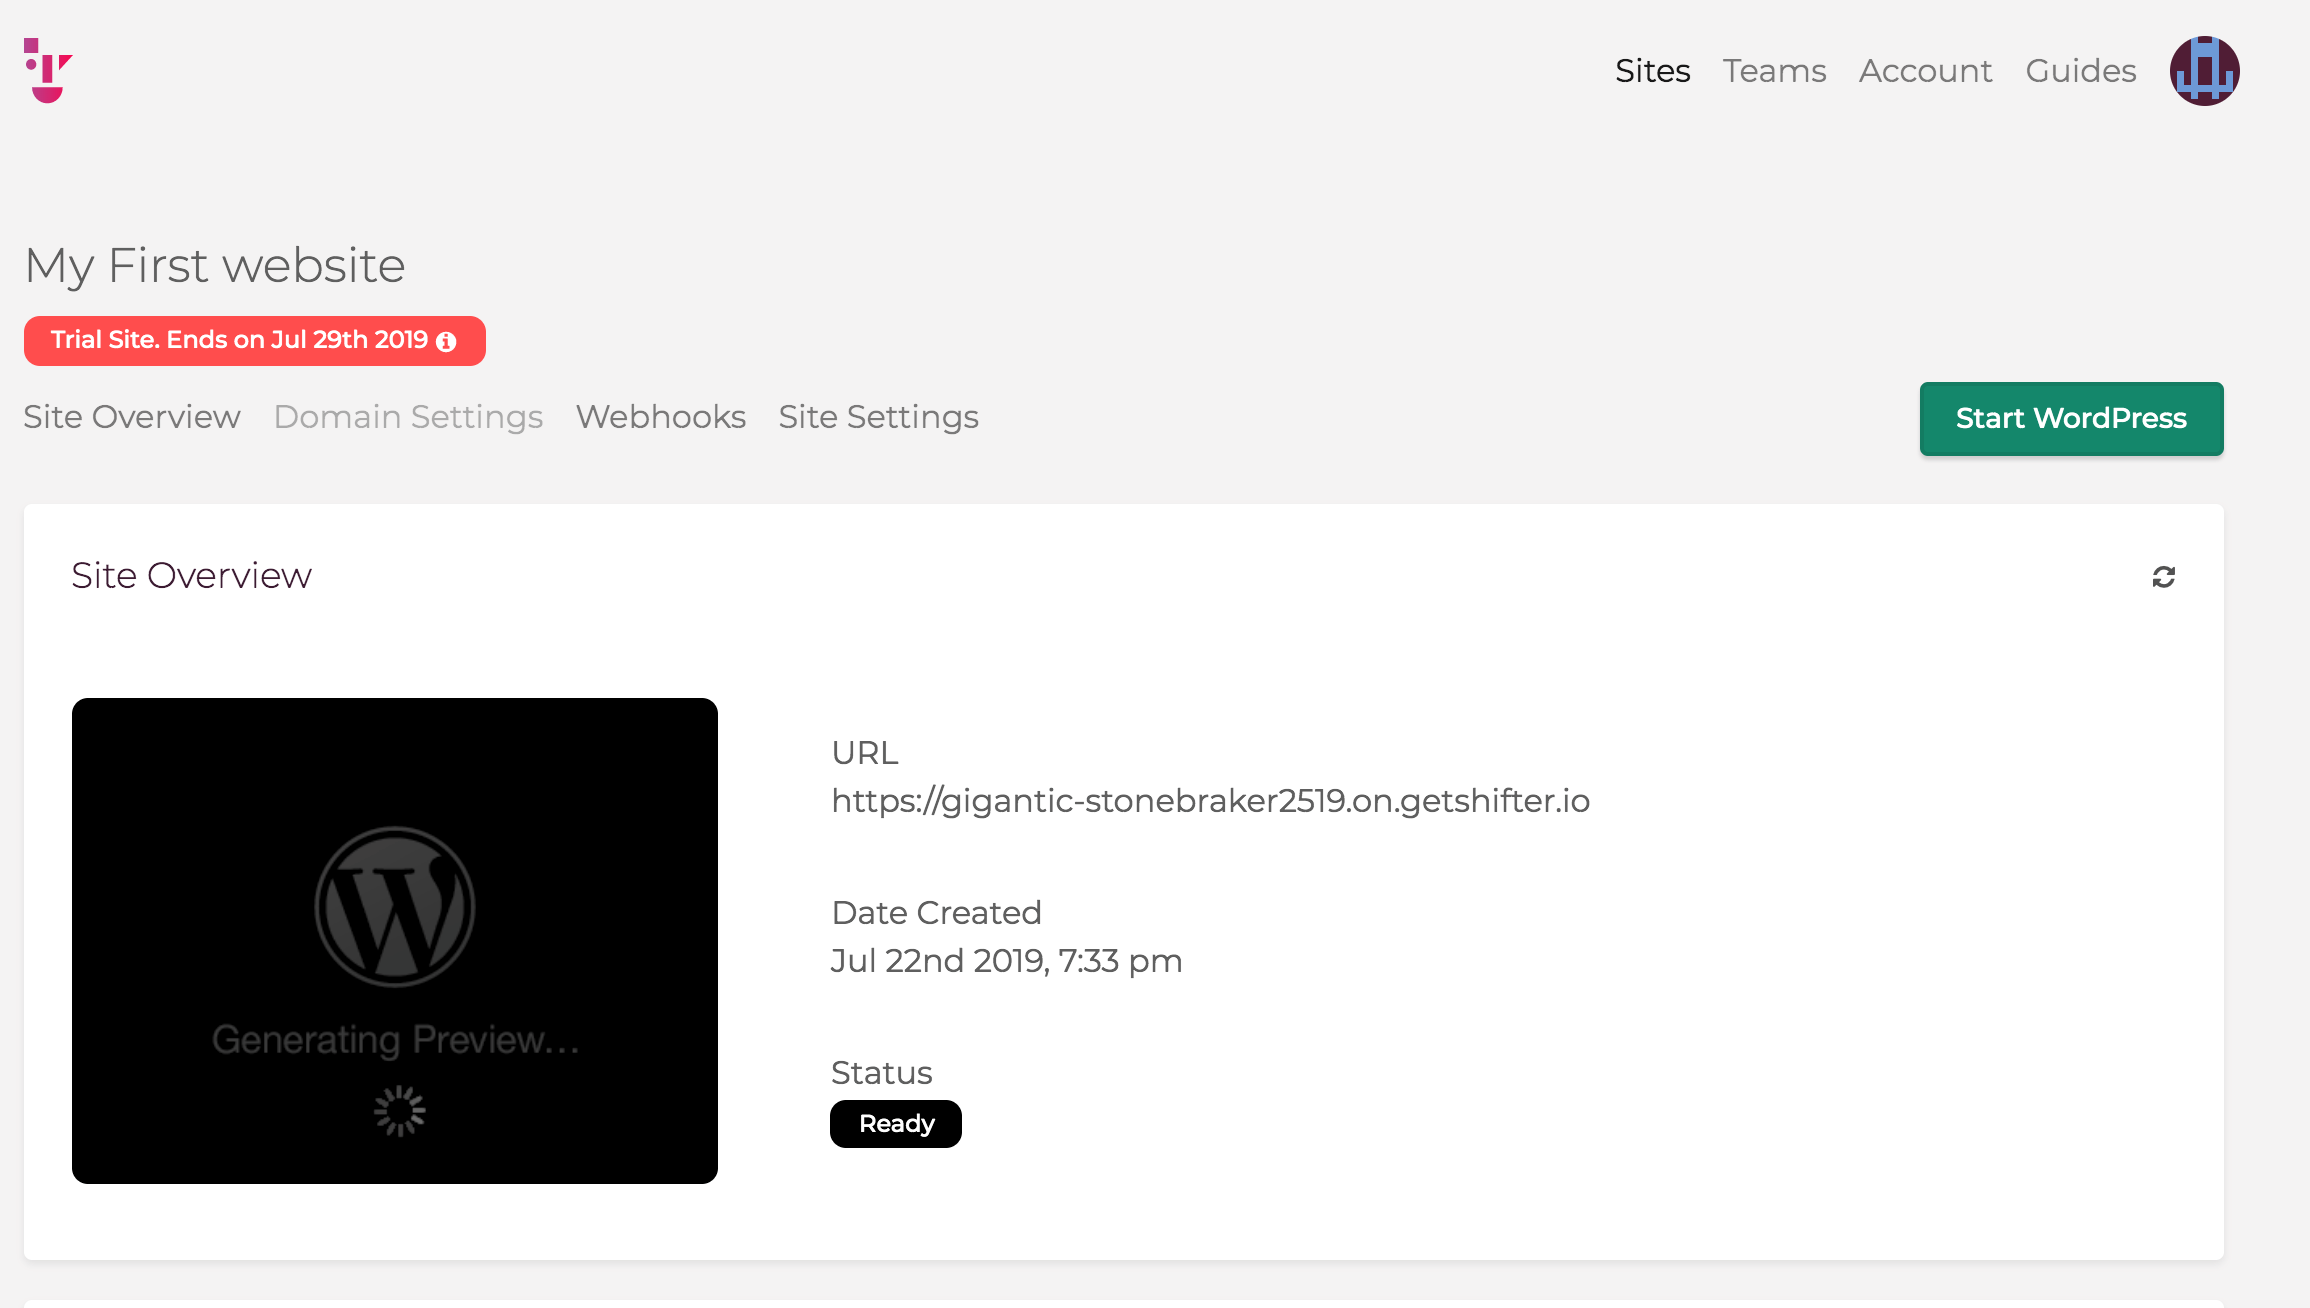 Sites Teams Account Guides
My First website
Trial Site. Ends on Jul 29th 2019
Site Overview Domain Settings Webhooks Site Settings
Start WordPress
Site Overview
Generating Preview...
URL
https://gigantic-stonebraker2519.on.getshifter.io
Date Created
Jul 22nd 2019, 7:33 pm
Status
Ready